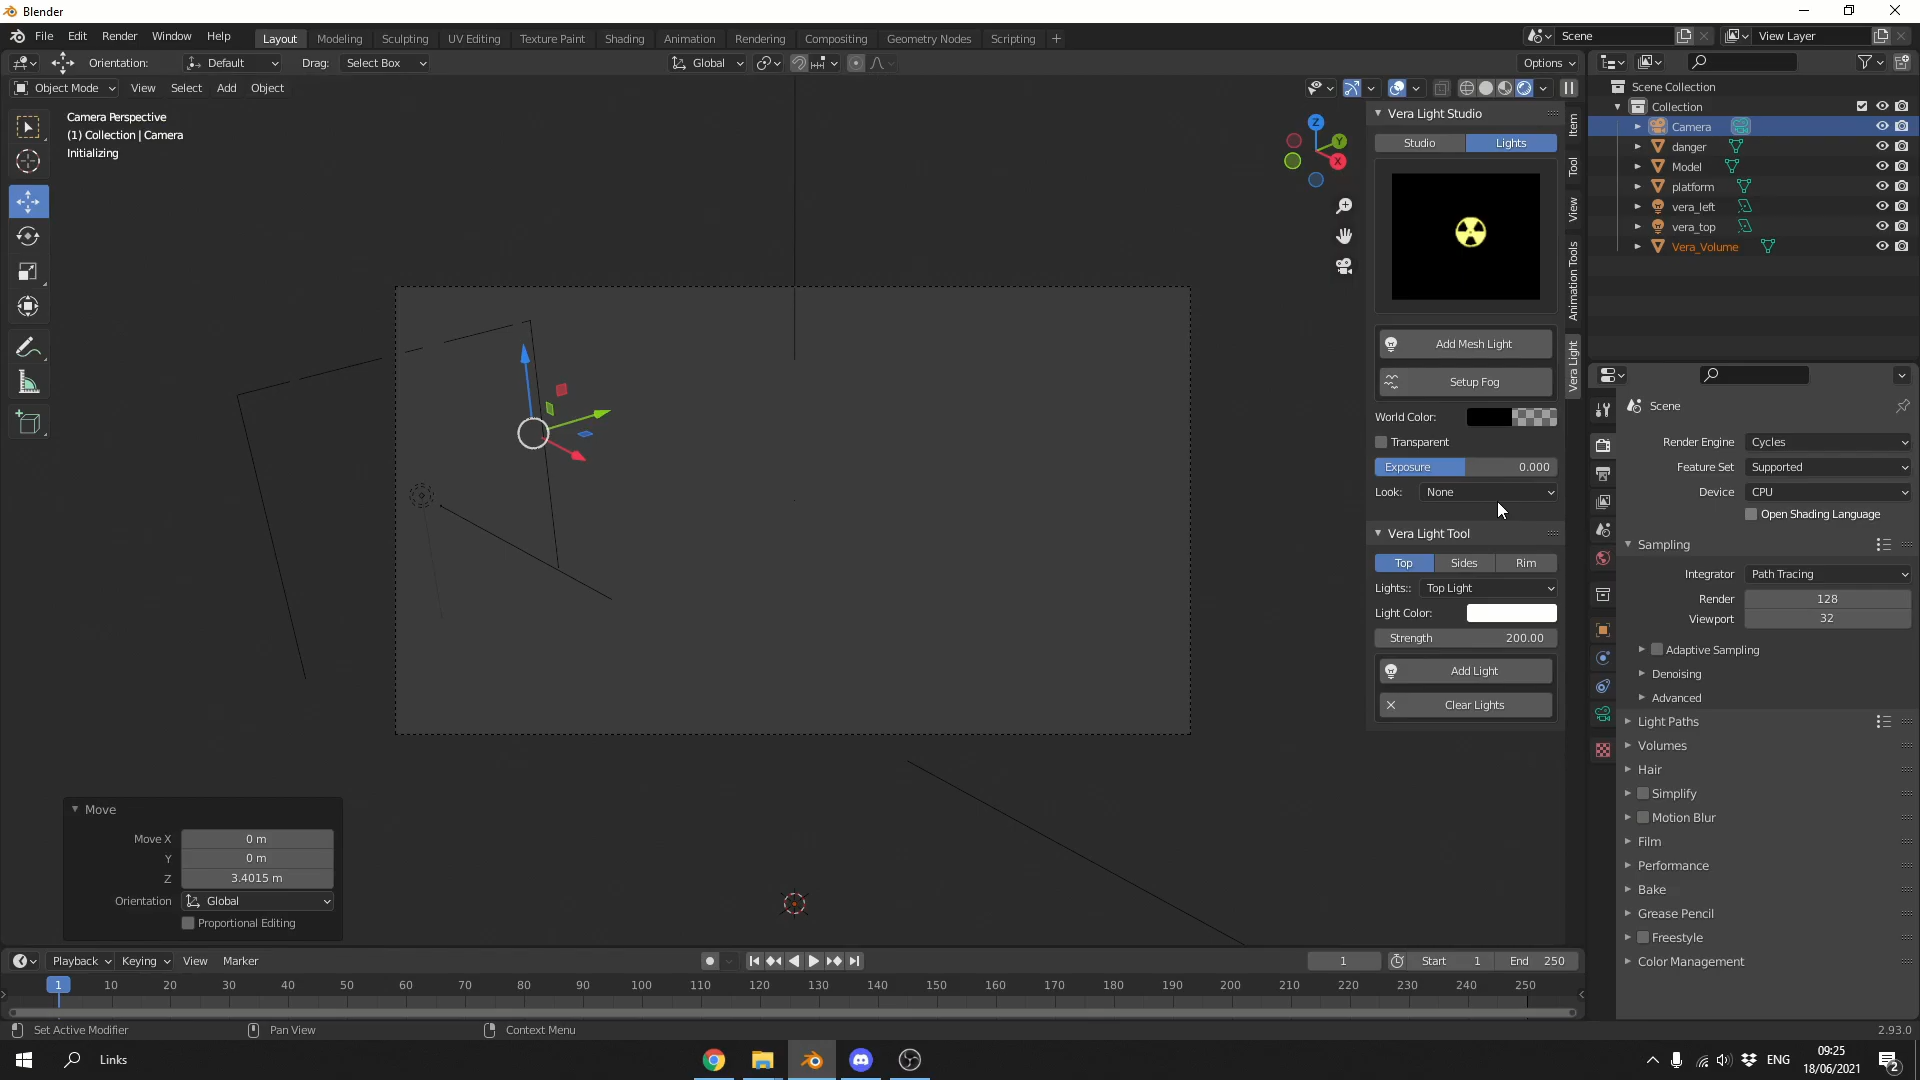 Blender
File Edit Render Window Help Layout Modeling Sculpting UV Editing Texture Paint Shading Animation Rendering Compositing Geometry Nodes Scripting + Scene View Layer
Orientation: Default Drag: Select Box Global Options
Object Mode View Select Add Object
Camera Perspective
(1) Collection | Camera
Initializing
Z
Y
X
Vera Light Studio
Studio Lights
Add Mesh Light
Setup Fog
World Color:
Transparent
Exposure 0.000
Look: None
Vera Light Tool
Top Sides Rim
Lights:: Top Light
Light Color:
Strength 200.00
Add Light
Clear Lights
Item
Tool
View
Animation Tools
Vera Light
Scene Collection
Collection
Camera
danger
Model
platform
vera_left
vera_top
Vera_Volume
Scene
Render Engine Cycles
Feature Set Supported
Device CPU
Open Shading Language
Sampling
Integrator Path Tracing
Render 128
Viewport 32
Adaptive Sampling
Denoising
Advanced
Light Paths
Volumes
Hair
Simplify
Motion Blur
Film
Performance
Bake
Grease Pencil
Freestyle
Color Management
Move
Move X 0 m
Y 0 m
Z 3.4015 m
Orientation Global
Proportional Editing
Playback Keying View Marker 1 Start 1 End 250
1 10 20 30 40 50 60 70 80 90 100 110 120 130 140 150 160 170 180 190 200 210 220 230 240 250
Set Active Modifier Pan View Context Menu 2.93.0
Links ENG 09:25
18/06/2021 2